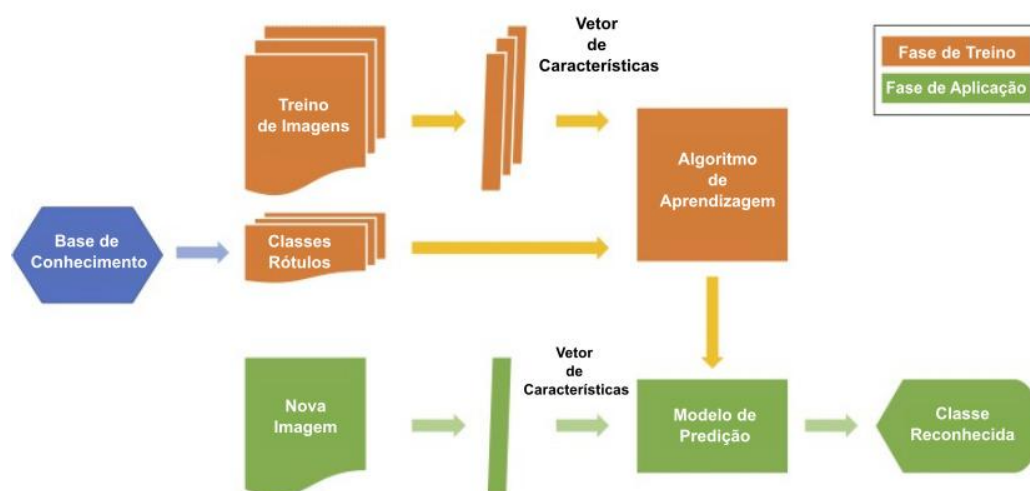 Vetor
de
Características
Fase de Treino
Fase de Aplicação
Treino
de Imagens
Algoritmo
de
Aprendizagem
Base de
Conhecimento
Classes
Rótulos
Vetor
de
Características
Nova
Imagem
Modelo de
Predição
Classe
Reconhecida